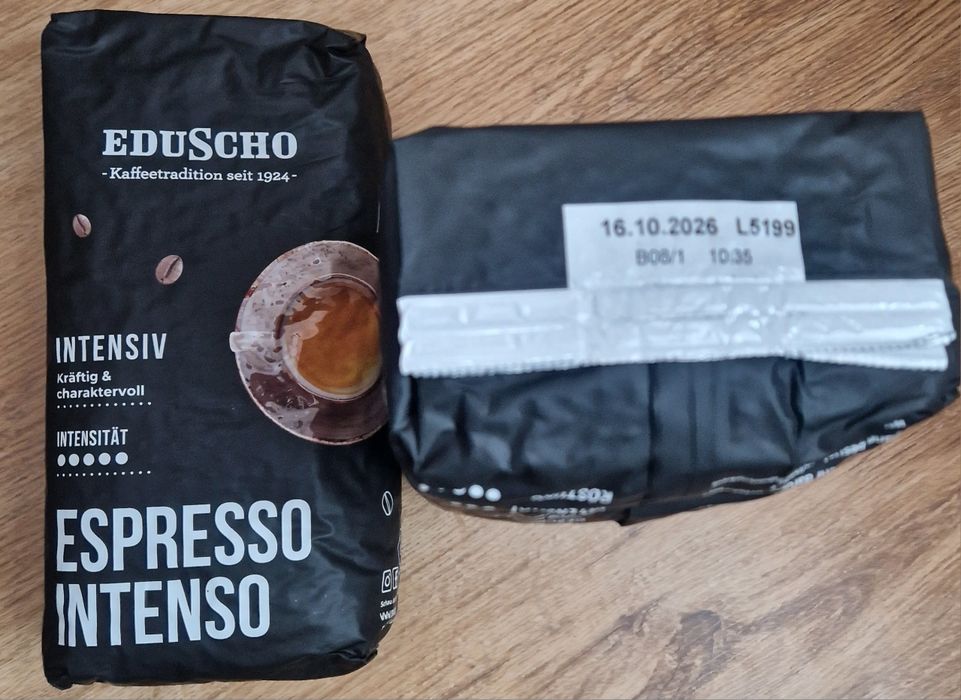 EDUSCHO
-Kaffeetradition seit 1924-
INTENSIV
Kräftig &
charaktervoll
INTENSITÄT
ESPRESSO
INTENSO
16.10.2026 L5199
B08/1 10:35